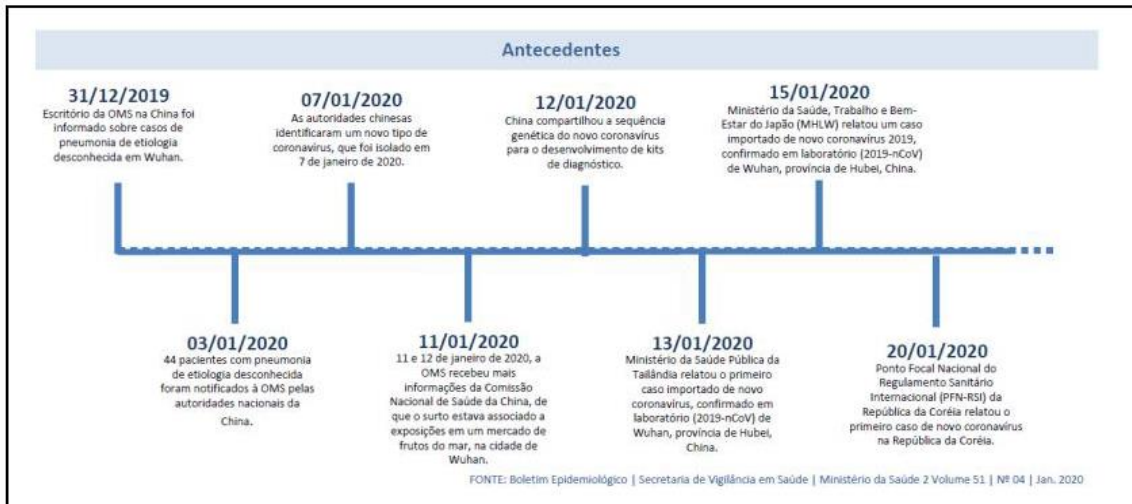 Antecedentes
31/12/2019
Escritório da OMS na China foi
informado sobre casos de
pneumonia de etiologia
desconhecida em Wuhan.
07/01/2020
As autoridades chinesas
identificaram um novo tipo de
coronavírus, que foi isolado em
7 de janeiro de 2020.
12/01/2020
China compartilhou a sequência
genética do novo coronavírus
para o desenvolvimento de kits
de diagnóstico.
15/01/2020
Ministério da Saúde, Trabalho e Bem-
Estar do Japão (MHLW) relatou um caso
importado de novo coronavírus 2019,
confirmado em laboratório (2019-nCoV)
de Wuhan, província de Hubei, China.
03/01/2020
44 pacientes com pneumonia
de etiologia desconhecida
foram notificados à OMS pelas
autoridades nacionais da
China.
11/01/2020
11 e 12 de janeiro de 2020, a
OMS recebeu mais
informações da Comissão
Nacional de Saúde da China, de
que o surto estava associado a
exposições em um mercado de
frutos do mar, na cidade de
Wuhan.
13/01/2020
Ministério da Saúde Pública da
Tailândia relatou o primeiro
caso importado de novo
coronavírus, confirmado em
laboratório (2019-nCoV) de
Wuhan, província de Hubei,
China.
20/01/2020
Ponto Focal Nacional do
Regulamento Sanitário
Internacional (PFN-RSI) da
República da Coréia relatou o
primeiro caso de novo coronavírus
na República da Coréia.
FONTE: Boletim Epidemiológico | Secretaria de Vigilância em Saúde | Ministério da Saúde 2 Volume 51 | Nº 04 | Jan. 2020